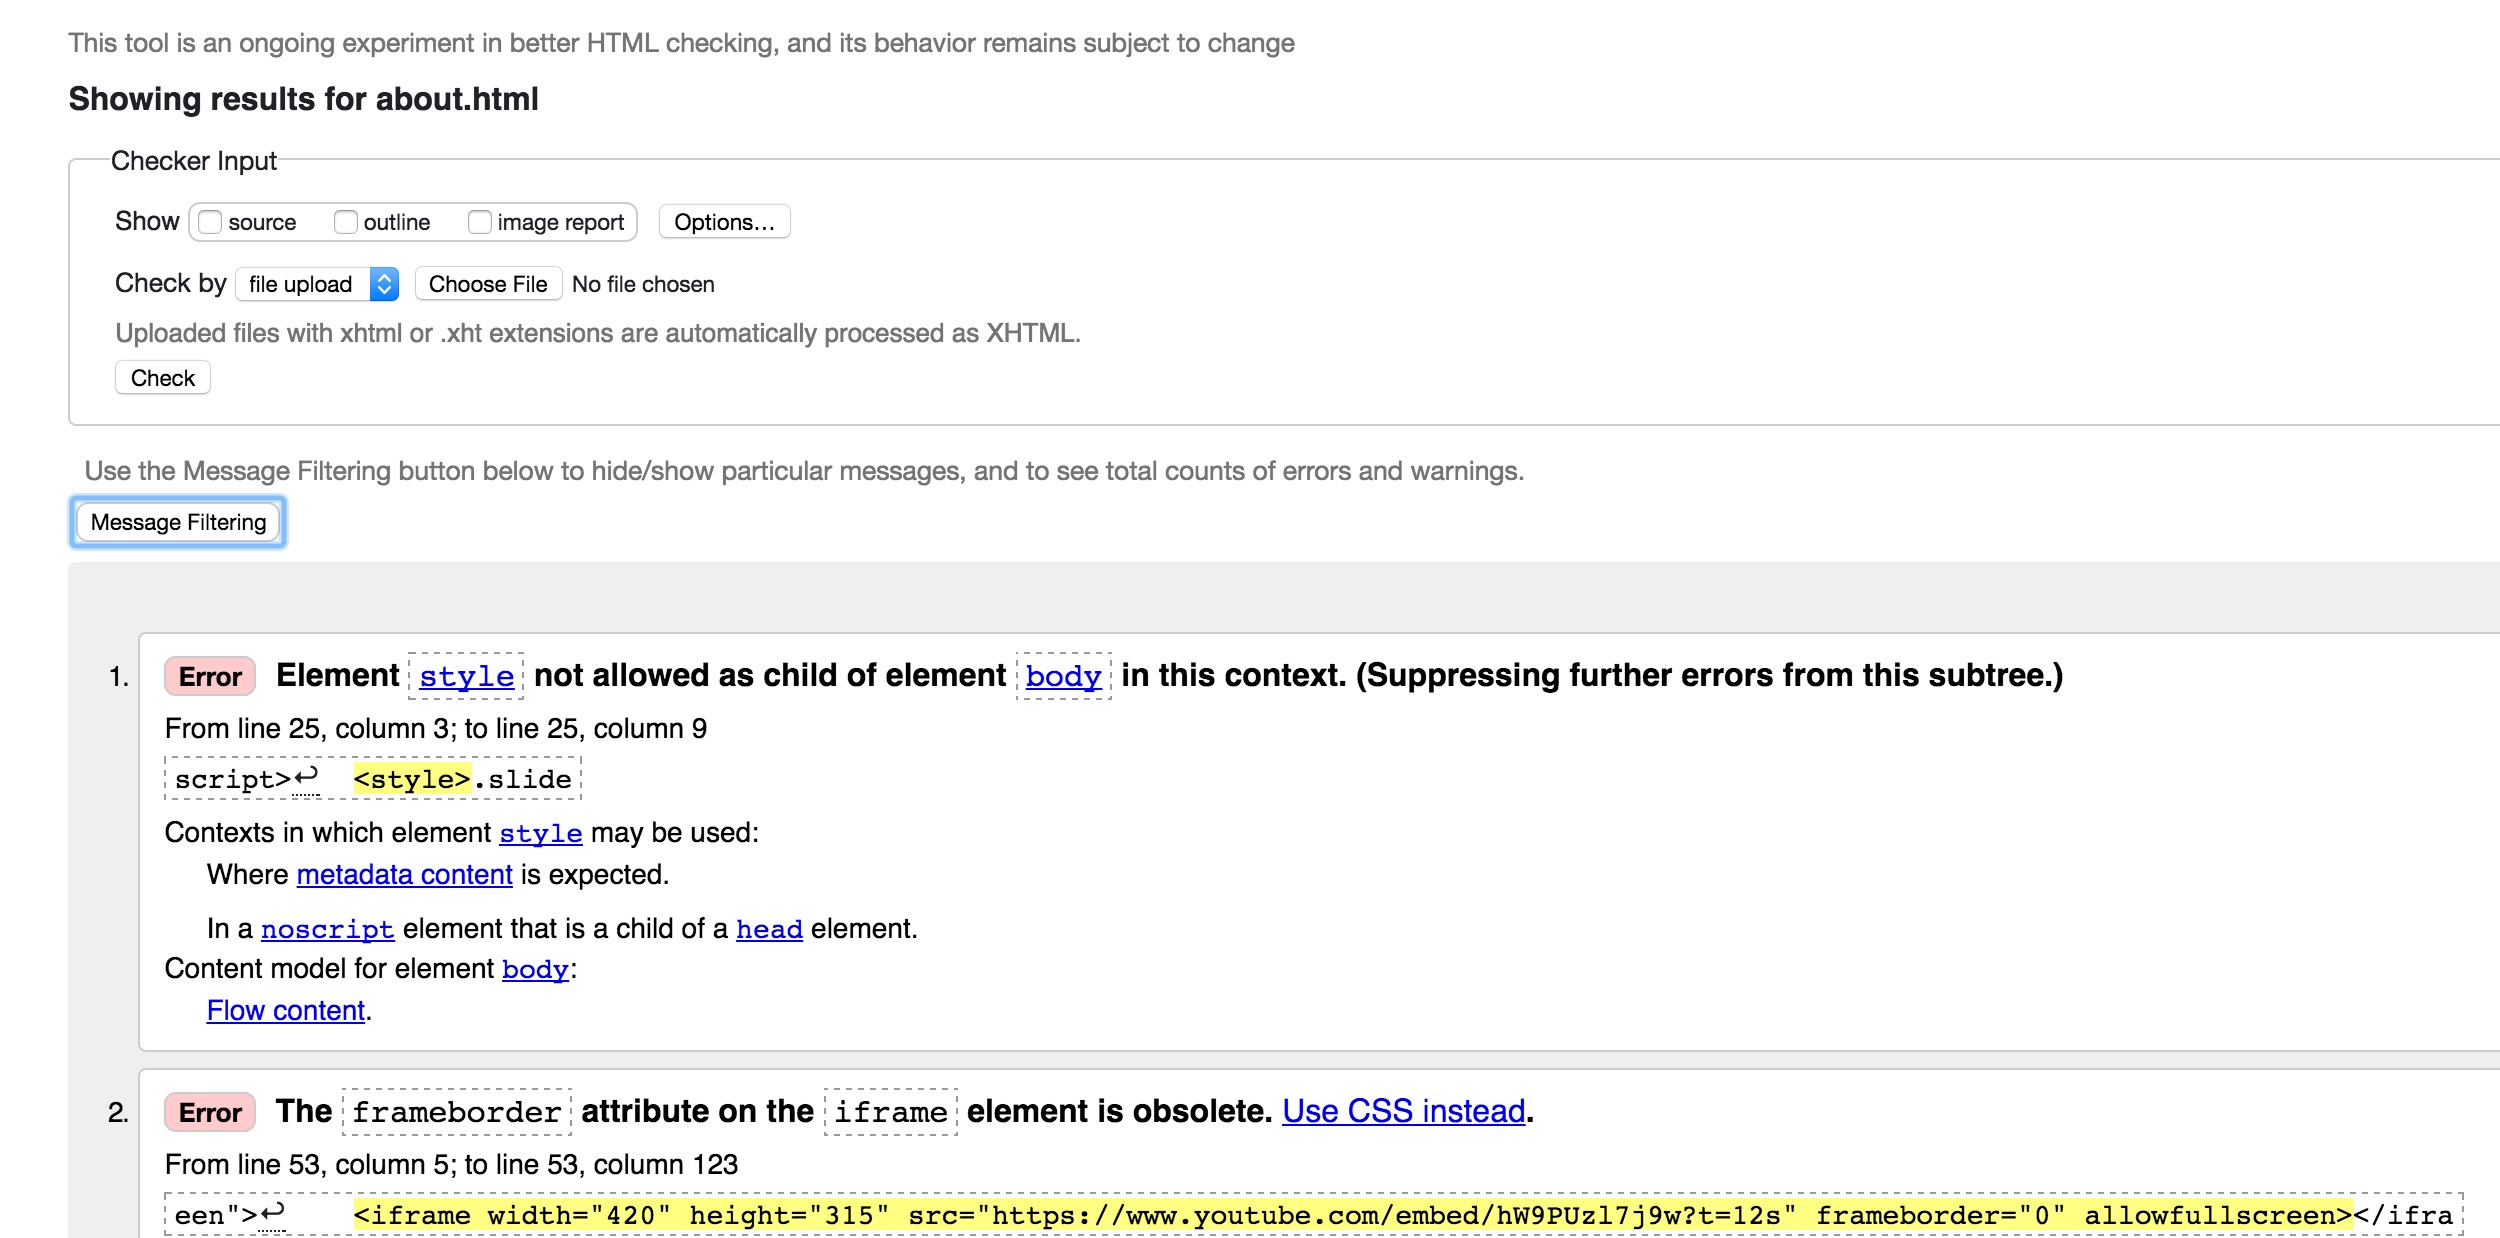 This tool is an ongoing experiment in better HTML checking, and its behavior remains subject to change
Showing results for about.html
Checker Input
Show source outline image report Options...
Check by file upload Choose File No file chosen
Uploaded files with xhtml or .xht extensions are automatically processed as XHTML.
Check
Use the Message Filtering button below to hide/show particular messages, and to see total counts of errors and warnings.
Message Filtering
1. Error Element style not allowed as child of element body in this context. (Suppressing further errors from this subtree.)
From line 25, column 3; to line 25, column 9
script>↩ <style>.slide
Contexts in which element style may be used:
Where metadata content is expected.
In a noscript element that is a child of a head element.
Content model for element body:
Flow content.
2. Error The frameborder attribute on the iframe element is obsolete. Use CSS instead.
From line 53, column 5; to line 53, column 123
een">↩ <iframe width="420" height="315" src="https://www.youtube.com/embed/hW9PUzl7j9w?t=12s" frameborder="0" allowfullscreen></ifra